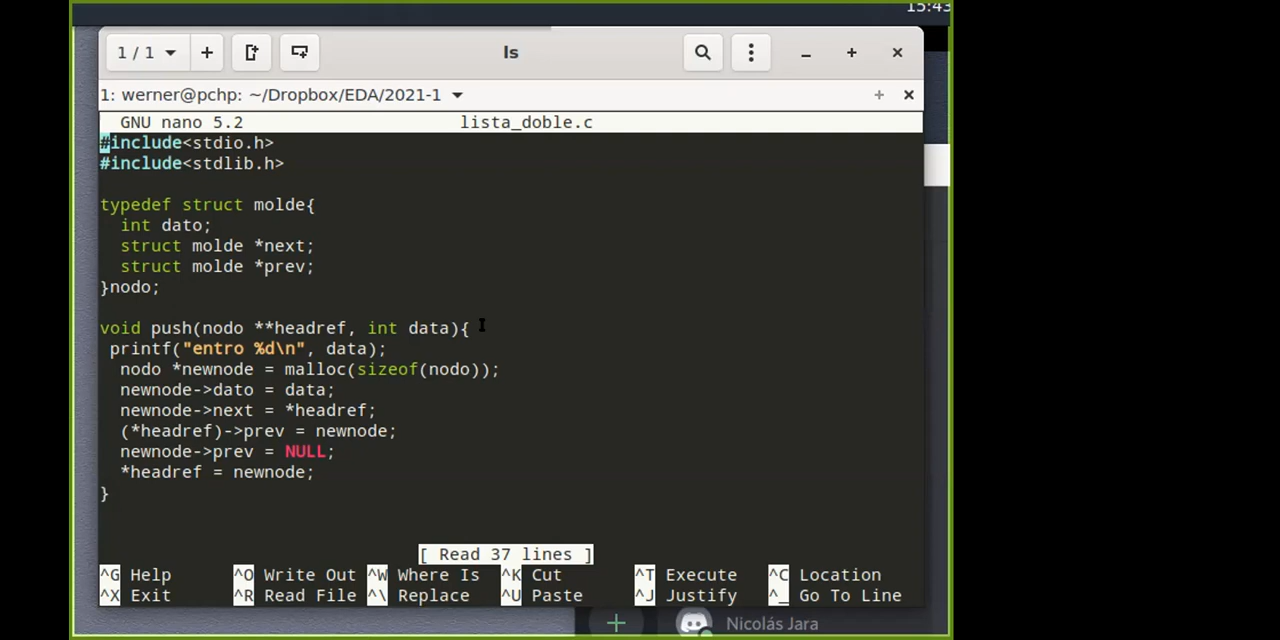 15:43
1 / 1
ls
1: werner@pchp: ~/Dropbox/EDA/2021-1
GNU nano 5.2 lista_doble.c
#include<stdio.h>
#include<stdlib.h>
typedef struct molde{
int dato;
struct molde *next;
struct molde *prev;
}nodo;
void push(nodo **headref, int data){
printf("entro %d\n", data);
nodo *newnode = malloc(sizeof(nodo));
newnode->dato = data;
newnode->next = *headref;
(*headref)->prev = newnode;
newnode->prev = NULL;
*headref = newnode;
}
[ Read 37 lines ]
^G Help ^O Write Out ^W Where Is ^K Cut ^T Execute ^C Location
^X Exit ^R Read File ^\ Replace ^U Paste ^J Justify ^_ Go To Line
Nicolás Jara